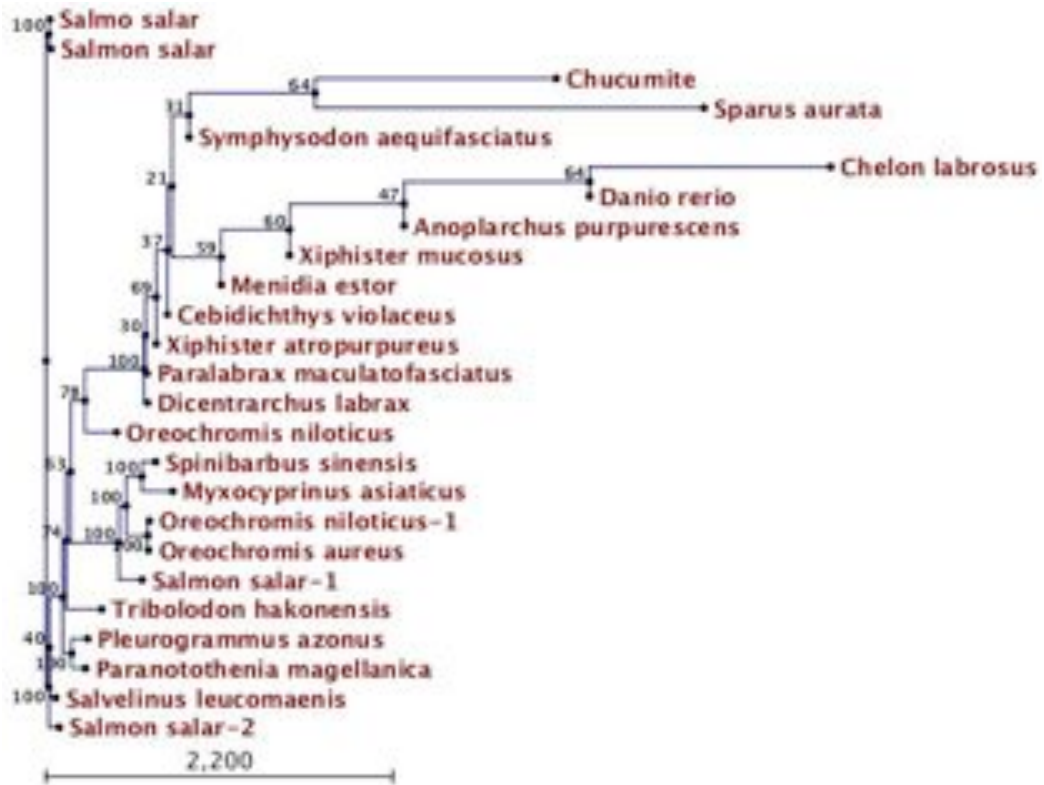 100 Salmo salar
Salmon salar
64 Chucumite
Sparus aurata
Symphysodon aequifasciatus
Chelon labrosus
21
64 Danio rerio
47
Anoplarchus purpurescens
60
Xiphister mucosus
37 59
Menidia estor
69
Cebidichthys violaceus
30
Xiphister atropurpureus
100 Paralabrax maculatofasciatus
Dicentrarchus labrax
78
Oreochromis niloticus
63 100 Spinibarbus sinensis
Myxocyprinus asiaticus
100
Oreochromis niloticus-1
74 100
100 Oreochromis aureus
Salmon salar-1
100
Tribolodon hakonensis
40 Pleurogrammus azonus
100 Paranotothenia magellanica
100 Salvelinus leucomaenis
Salmon salar-2
2,200